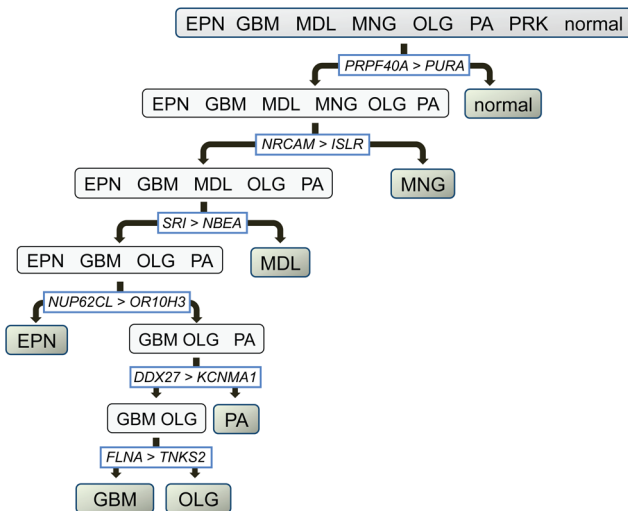 EPN GBM MDL MNG OLG PA PRK normal
PRPF40A > PURA
EPN GBM MDL MNG OLG PA
normal
NRCAM > ISLR
EPN GBM MDL OLG PA
MNG
SRI > NBEA
EPN GBM OLG PA
MDL
NUP62CL > OR10H3
EPN
GBM OLG PA
DDX27 > KCNMA1
GBM OLG
PA
FLNA > TNKS2
GBM
OLG